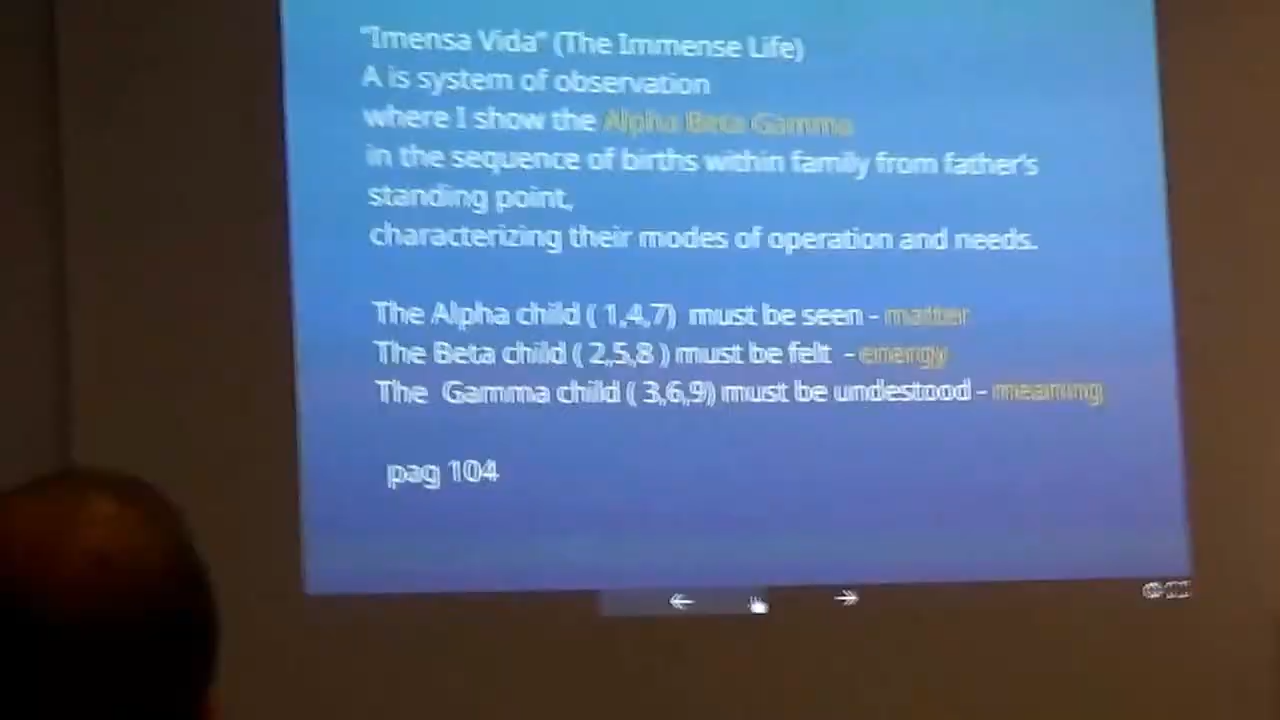 "Imensa Vida" (The Immense Life)
A is system of observation
where I show the Alpha Beta Gamma
in the sequence of births within family from father's
standing point,
characterizing their modes of operation and needs.
The Alpha child ( 1,4,7) must be seen - matter
The Beta child ( 2,5,8 ) must be felt - energy
The Gamma child ( 3,6,9) must be undestood - meaning
pag 104